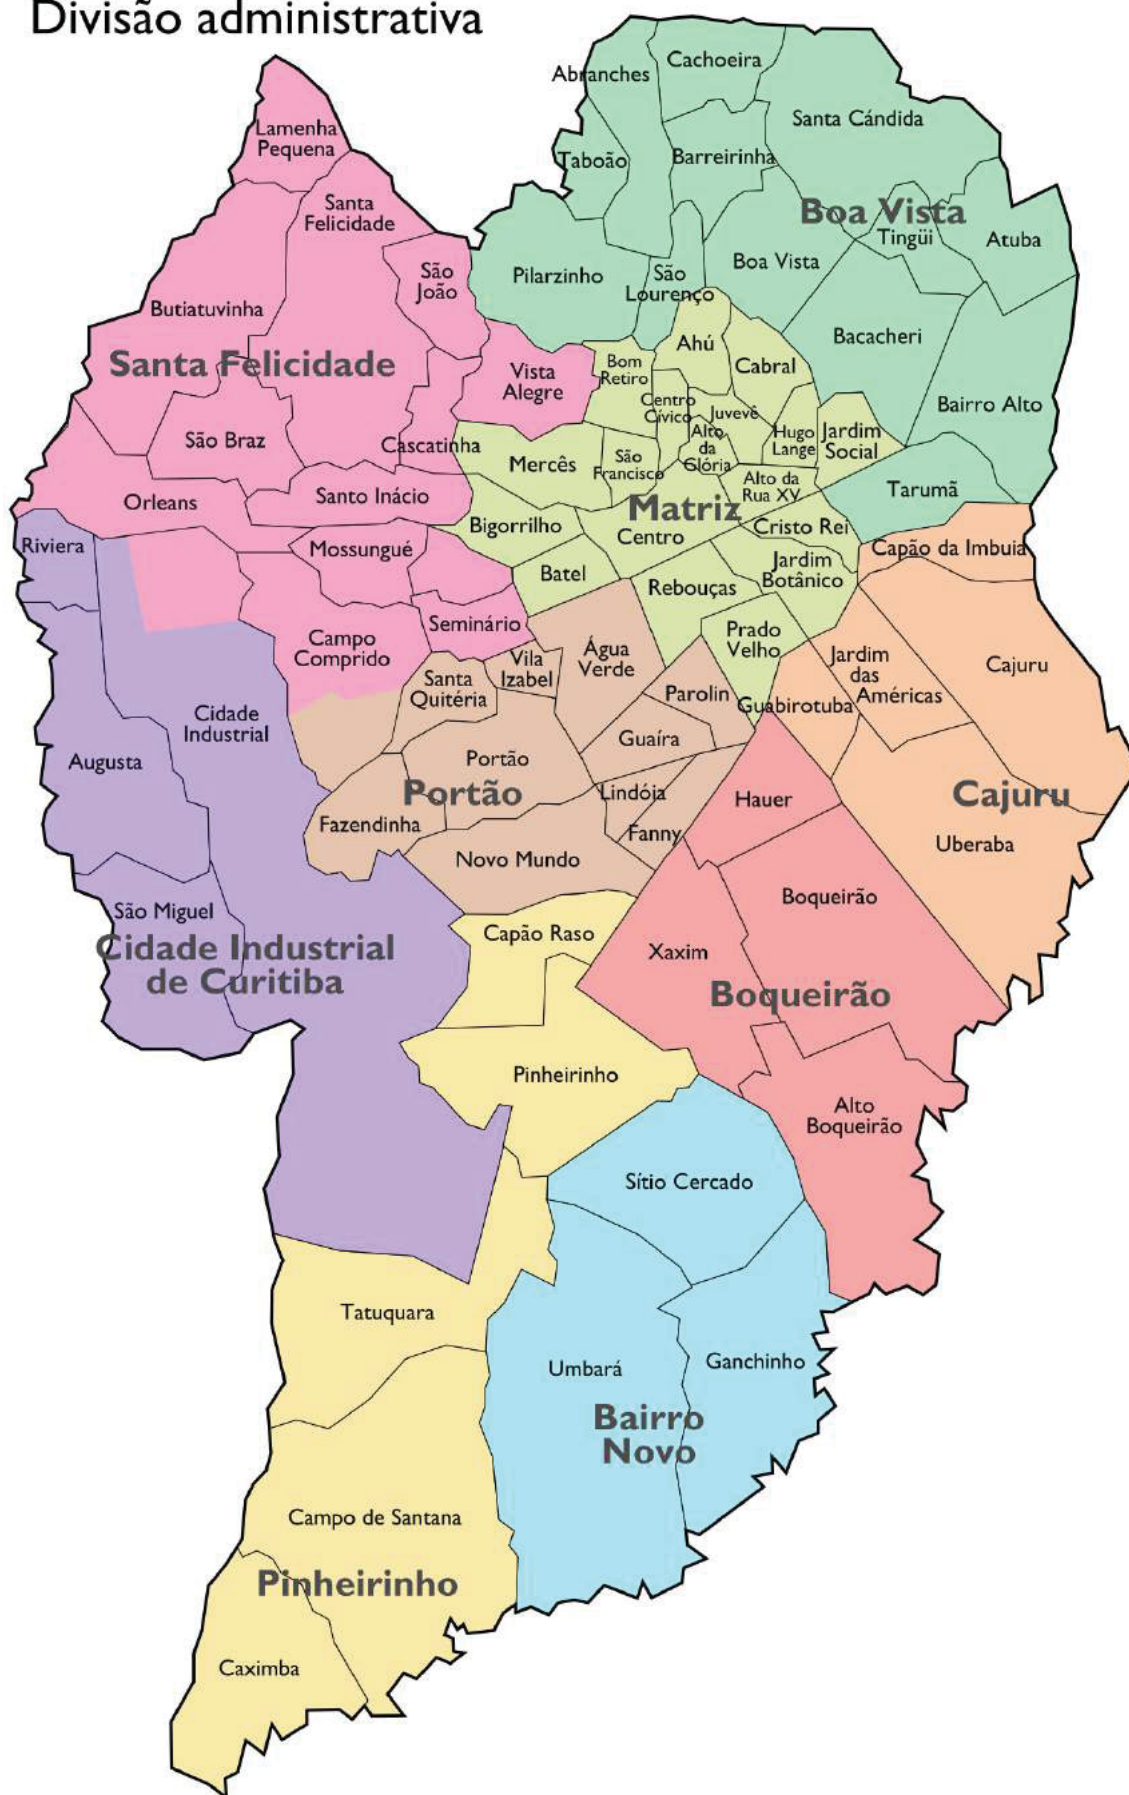 Divisão administrativa
Cachoeira
Abranches
Santa Cándida
Lamenha
Pequena
Taboão
Barreirinha
Santa
Felicidade
Boa Vista
Tingüi
Atuba
Boa Vista
São
João
Pilarzinho
São
Lourenço
Butiatuvinha
Bacacheri
Ahú
Santa Felicidade
Bom
Retiro
Cabral
Vista
Alegre
Centro
Cívico
Juvevê
Bairro Alto
São Braz
Cascatinha
Alto
da
Glória
Hugo
Lange
Jardim
Social
Mercês
São
Francisco
Orleans
Santo Inácio
Alto da
Rua XV
Tarumã
Matriz
Bigorrilho
Centro
Cristo Rei
Riviera
Mossungué
Capão da Imbuia
Batel
Rebouças
Jardim
Botânico
Seminário
Campo
Comprido
Prado
Velho
Água
Verde
Vila
Izabel
Santa
Quitéria
Jardim
das
Américas
Cajuru
Parolin
Guabirotuba
Cidade
Industrial
Guaíra
Augusta
Portão
Portão
Lindóia
Hauer
Cajuru
Fazendinha
Fanny
Uberaba
Novo Mundo
Boqueirão
São Miguel
Capão Raso
Xaxim
Cidade Industrial
de Curitiba
Boqueirão
Pinheirinho
Alto
Boqueirão
Sítio Cercado
Tatuquara
Umbará
Ganchinho
Bairro
Novo
Campo de Santana
Pinheirinho
Caximba